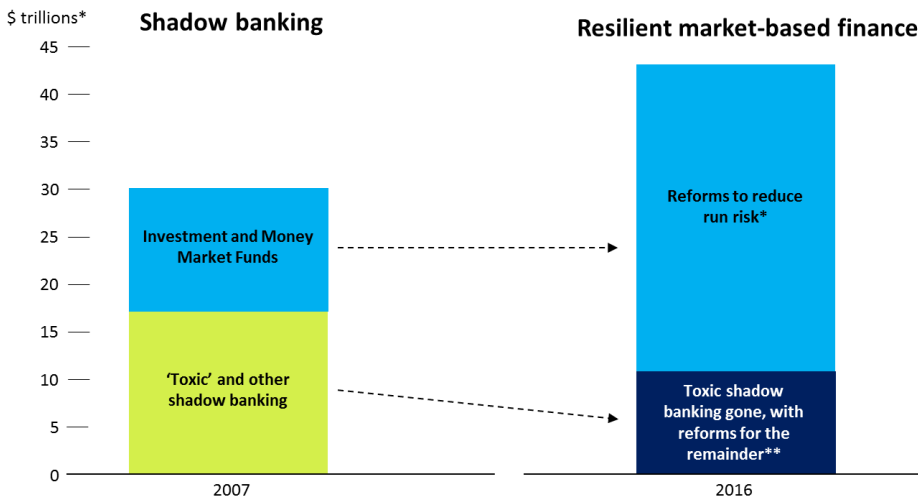 $ trillions*
Shadow banking
Resilient market-based finance
45
40
35
30
25
20
15
10
5
0
Investment and Money
Market Funds
‘Toxic’ and other
shadow banking
Reforms to reduce
run risk*
Toxic shadow
banking gone, with
reforms for the
remainder**
2007
2016